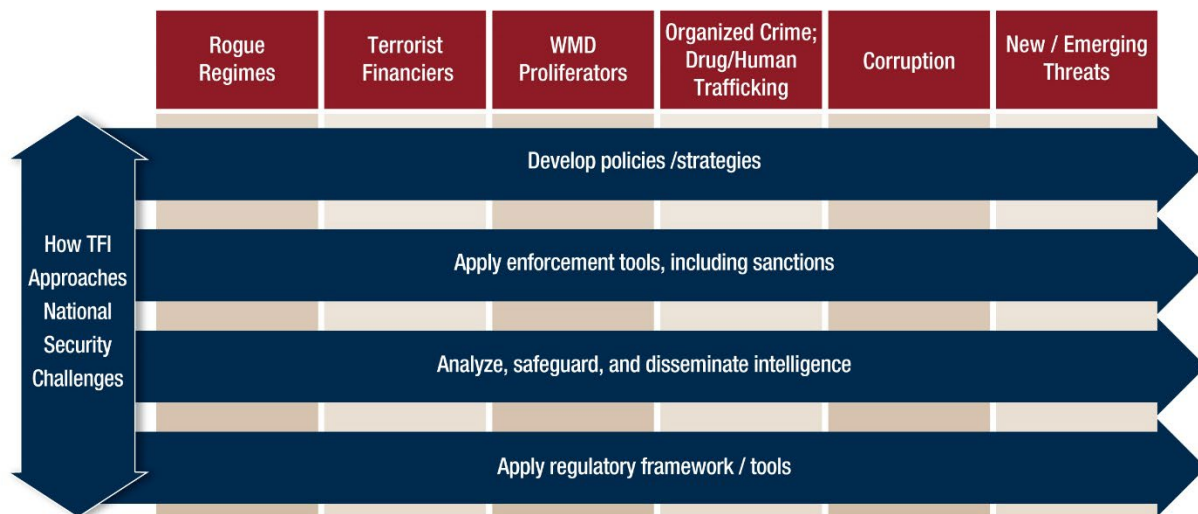 Rogue
Regimes
Terrorist
Financiers
WMD
Proliferators
Organized Crime;
Drug/Human
Trafficking
Corruption
New / Emerging
Threats
How TFI
Approaches
National
Security
Challenges
Develop policies /strategies
Apply enforcement tools, including sanctions
Analyze, safeguard, and disseminate intelligence
Apply regulatory framework / tools